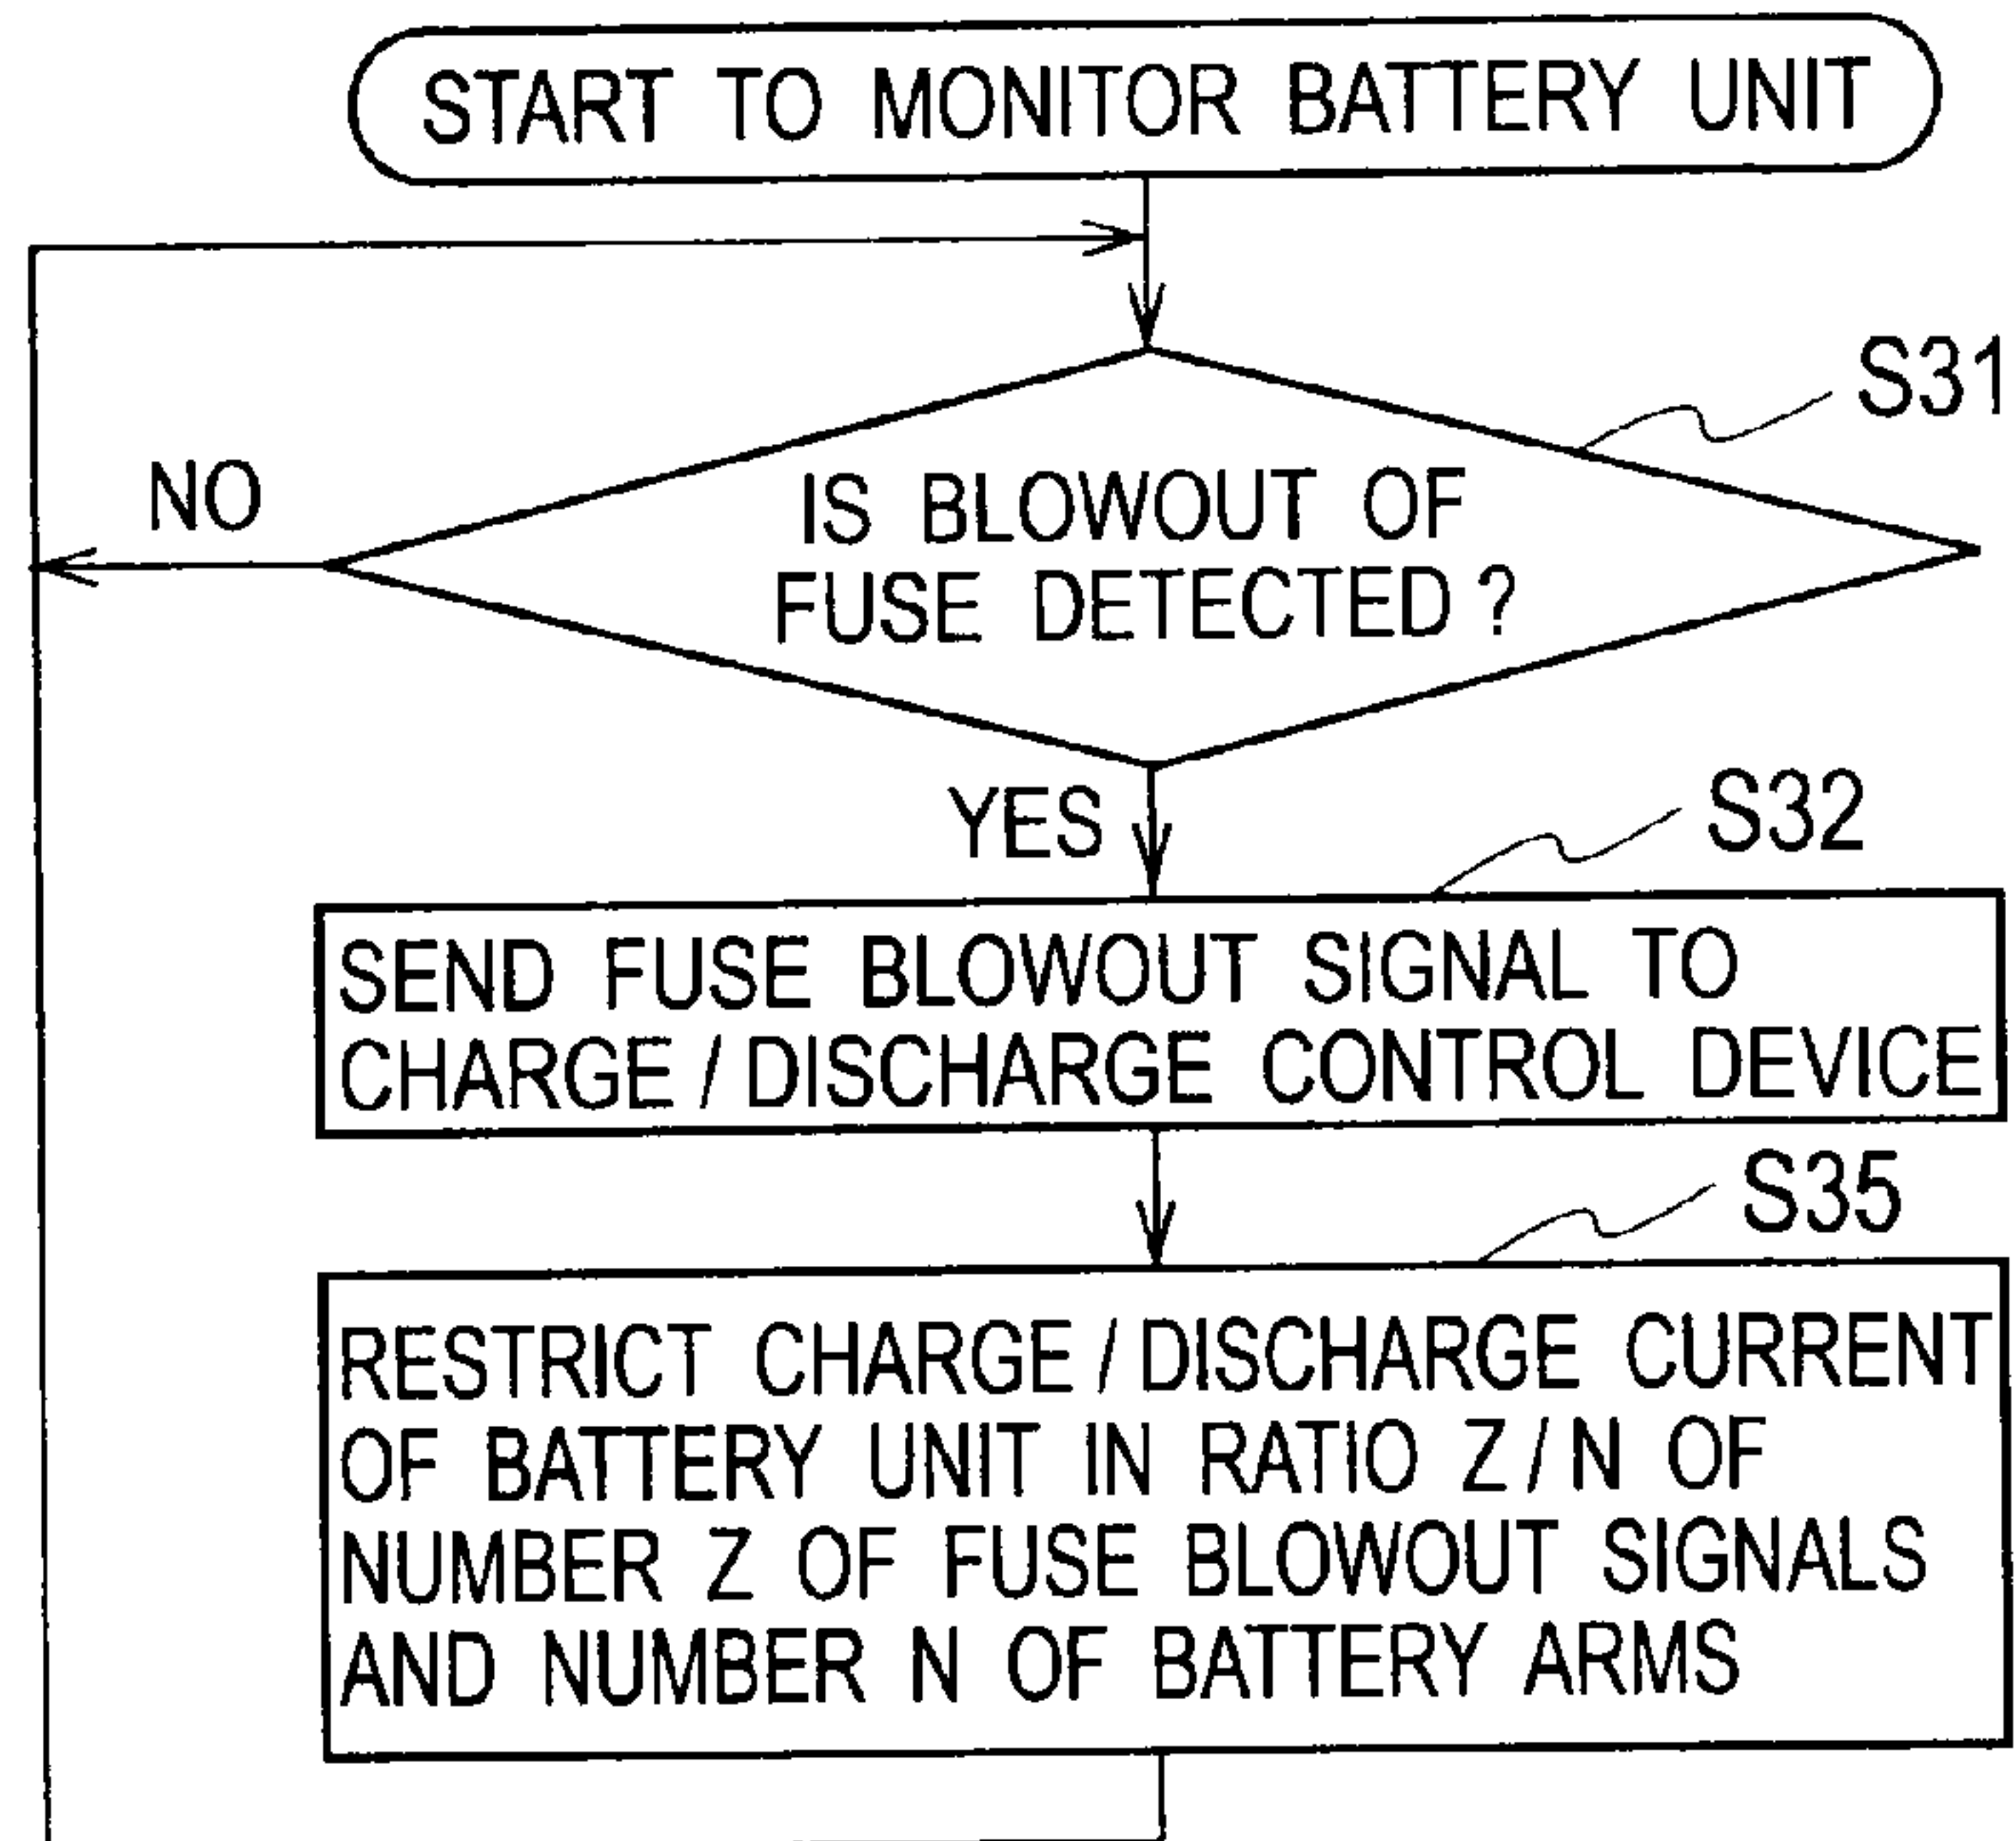 START TO MONITOR BATTERY UNIT
S31
NO
IS BLOWOUT OF
FUSE DETECTED ?
YES
S32
SEND FUSE BLOWOUT SIGNAL TO
CHARGE / DISCHARGE CONTROL DEVICE
S35
RESTRICT CHARGE / DISCHARGE CURRENT
OF BATTERY UNIT IN RATIO Z / N OF
NUMBER Z OF FUSE BLOWOUT SIGNALS
AND NUMBER N OF BATTERY ARMS